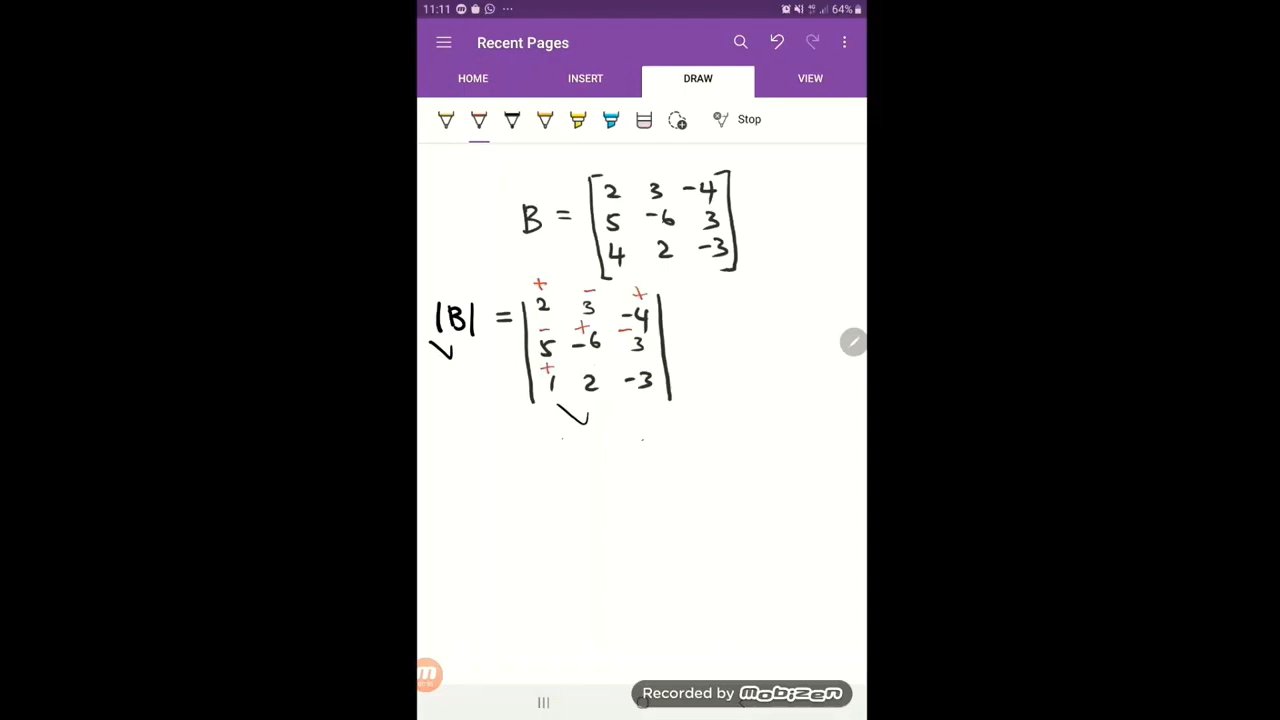 11:11 ... 4G 64%
Recent Pages
HOME INSERT DRAW VIEW
Stop
B = [2 3 -4
5 -6 3
4 2 -3]
+ - +
|B| = |2 3 -4
- + -
5 -6 3
+
1 2 -3|
Recorded by mobizen